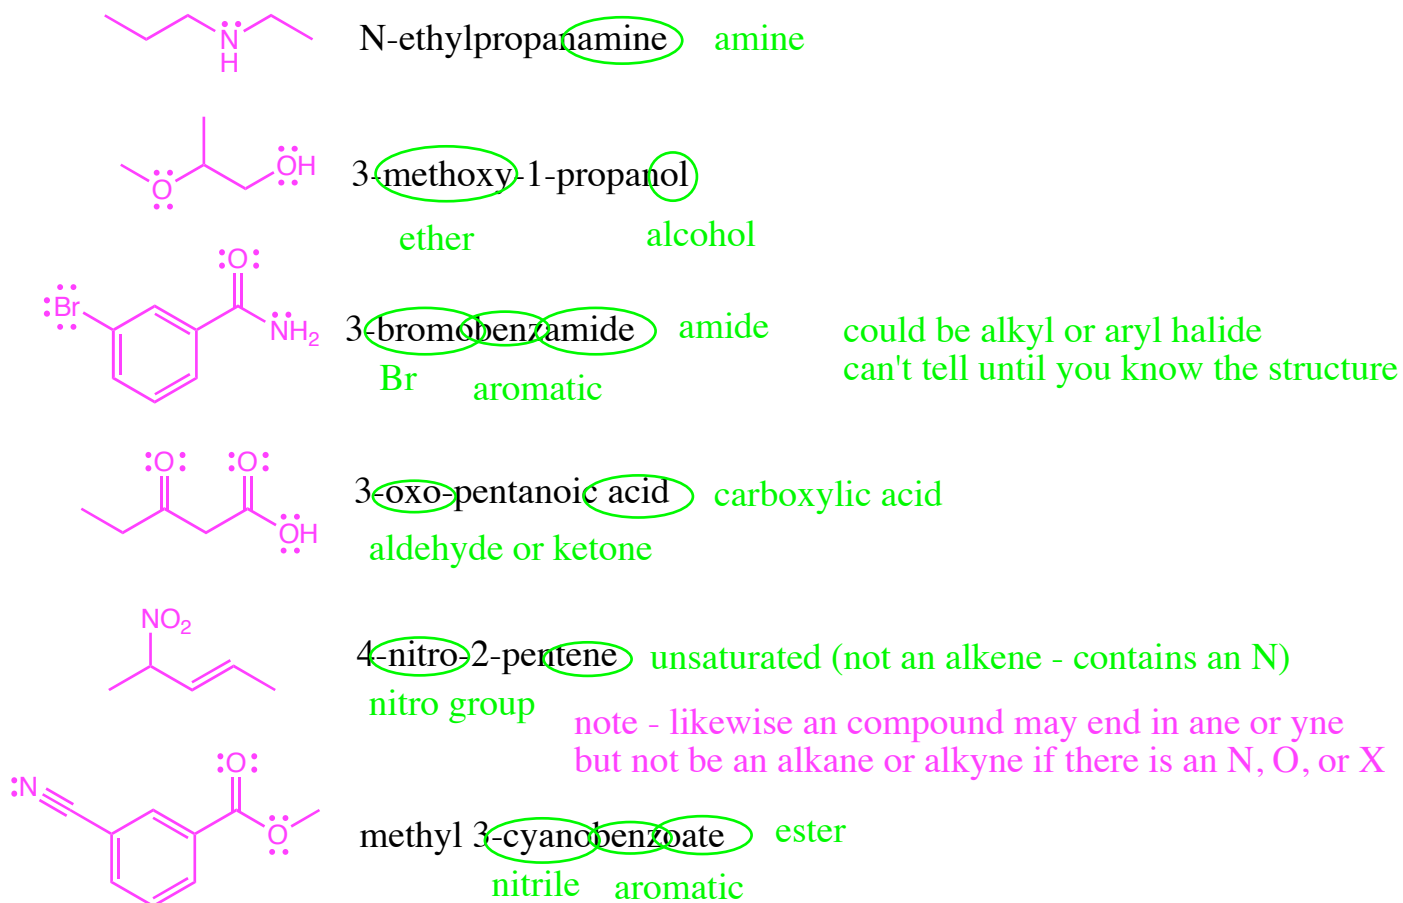 N
H
N-ethylpropanamine amine
OH
O
3-methoxy-1-propanol
ether alcohol
O
Br
NH2
3-bromobenzamide amide
Br aromatic
could be alkyl or aryl halide
can't tell until you know the structure
O O
OH
3-oxo-pentanoic acid carboxylic acid
aldehyde or ketone
NO2
4-nitro-2-pentene unsaturated (not an alkene - contains an N)
nitro group
note - likewise an compound may end in ane or yne
but not be an alkane or alkyne if there is an N, O, or X
O
N
O
methyl 3-cyanobenzoate ester
nitrile aromatic